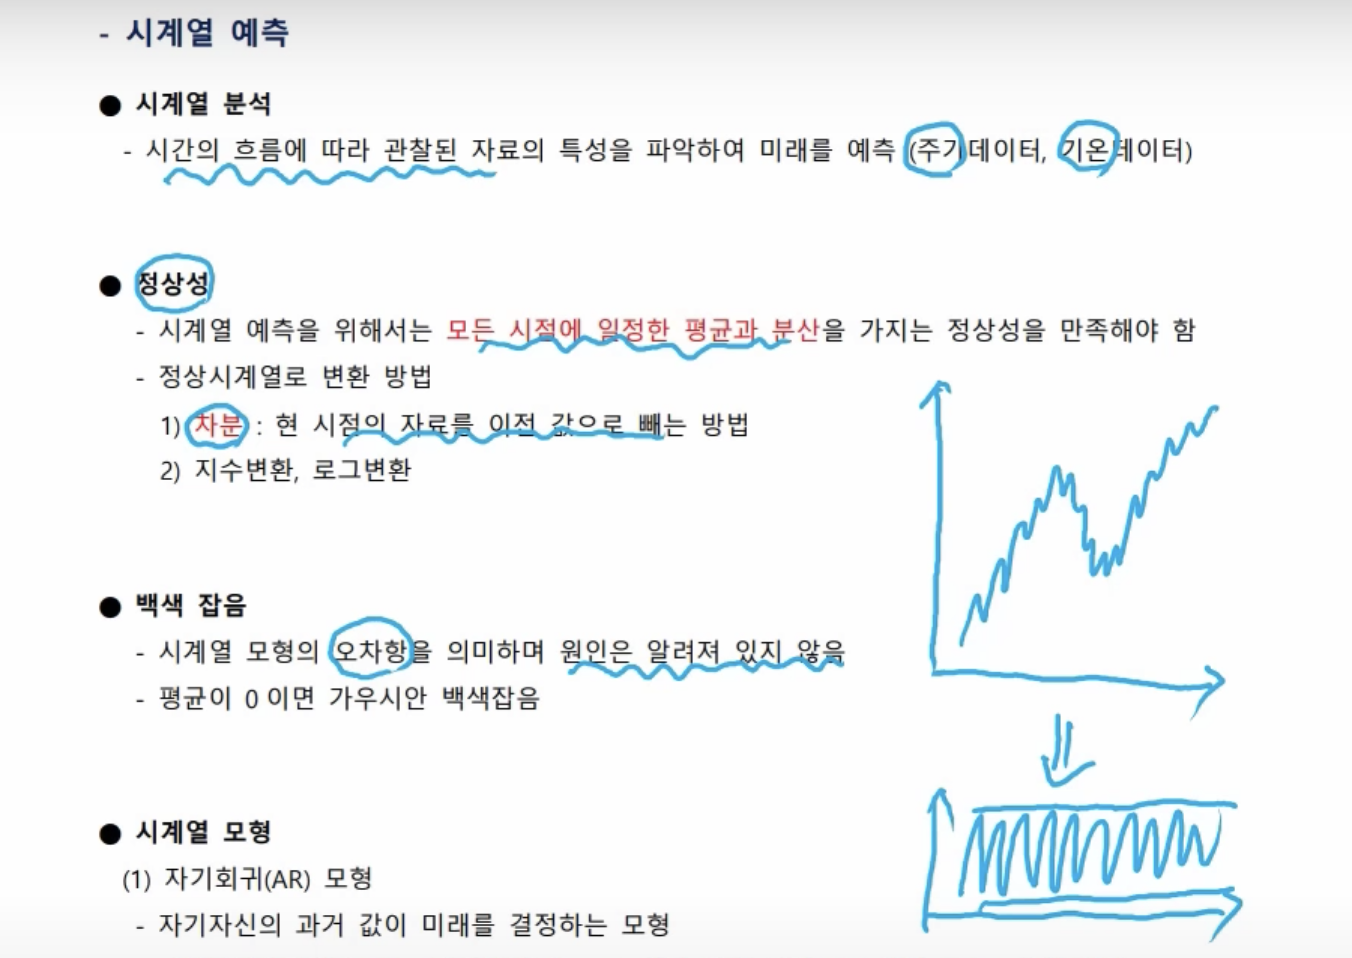 - 시계열 예측
● 시계열 분석
- 시간의 흐름에 따라 관찰된 자료의 특성을 파악하여 미래를 예측 (주가데이터, 기온데이터)
● 정상성
- 시계열 예측을 위해서는 모든 시점에 일정한 평균과 분산을 가지는 정상성을 만족해야 함
- 정상시계열로 변환 방법
1) 차분 : 현 시점의 자료를 이전 값으로 빼는 방법
2) 지수변환, 로그변환
● 백색 잡음
- 시계열 모형의 오차항을 의미하며 원인은 알려져 있지 않음
- 평균이 0이면 가우시안 백색잡음
● 시계열 모형
(1) 자기회귀(AR) 모형
- 자기자신의 과거 값이 미래를 결정하는 모형